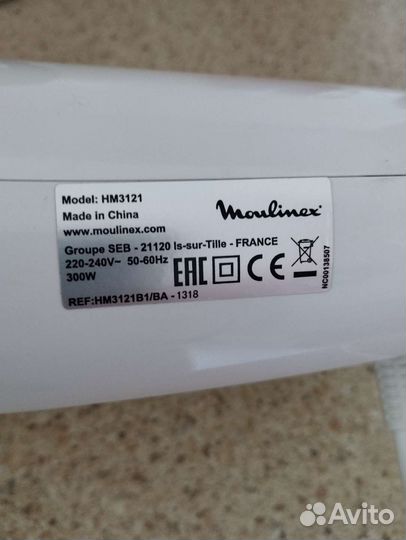 Model: HM3121
Made in China
www.moulinex.com
Moulinex
Groupe SEB - 21120 Is-sur-Tille - FRANCE
220-240V~ 50-60Hz
300W
EAC CE
REF:HM3121B1/BA - 1318
NC00138507
Avito